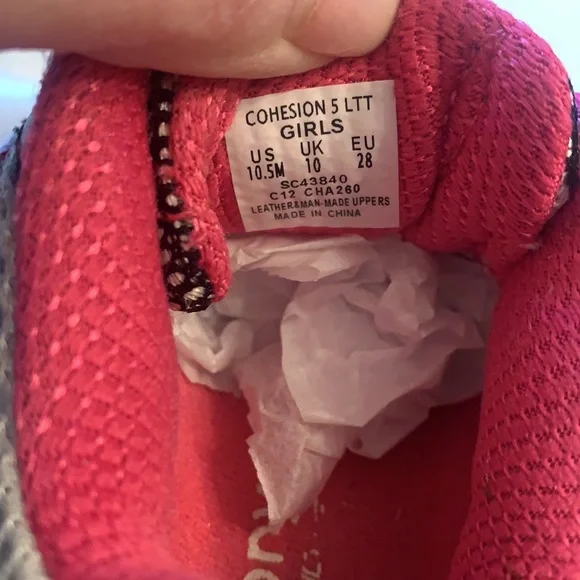 COHESION 5 LTT
GIRLS
US UK EU
10.5M 10 28
SC43840
C12 CHA260
LEATHER&MAN-MADE UPPERS
MADE IN CHINA